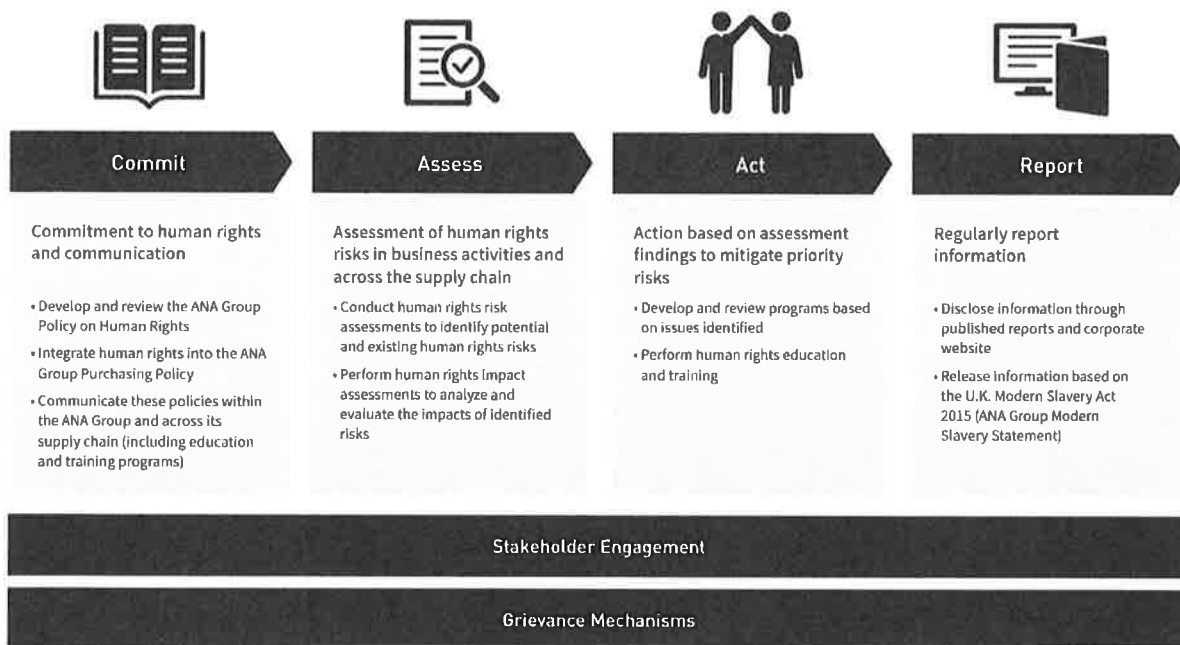 Commit
Assess
Act
Report
Commitment to human rights
and communication
• Develop and review the ANA Group
Policy on Human Rights
• Integrate human rights into the ANA
Group Purchasing Policy
• Communicate these policies within
the ANA Group and across its
supply chain (including education
and training programs)
Assessment of human rights
risks in business activities and
across the supply chain
• Conduct human rights risk
assessments to identify potential
and existing human rights risks
• Perform human rights impact
assessments to analyze and
evaluate the impacts of identified
risks
Action based on assessment
findings to mitigate priority
risks
• Develop and review programs based
on issues identified
• Perform human rights education
and training
Regularly report
information
• Disclose information through
published reports and corporate
website
• Release information based on
the U.K. Modern Slavery Act
2015 (ANA Group Modern
Slavery Statement)
Stakeholder Engagement
Grievance Mechanisms